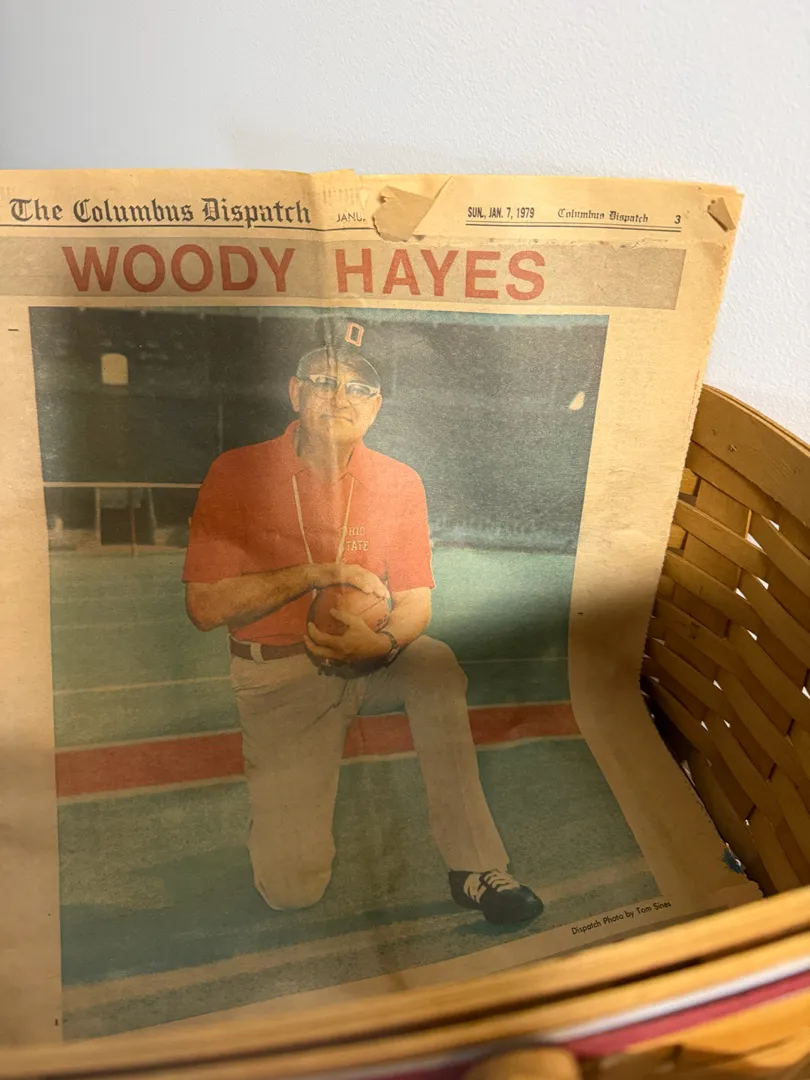 The Columbus Dispatch
JANU
SUN., JAN. 7, 1979 Columbus Dispatch 3
WOODY HAYES
O
OHIO
STATE
Dispatch Photo by Tom Sines